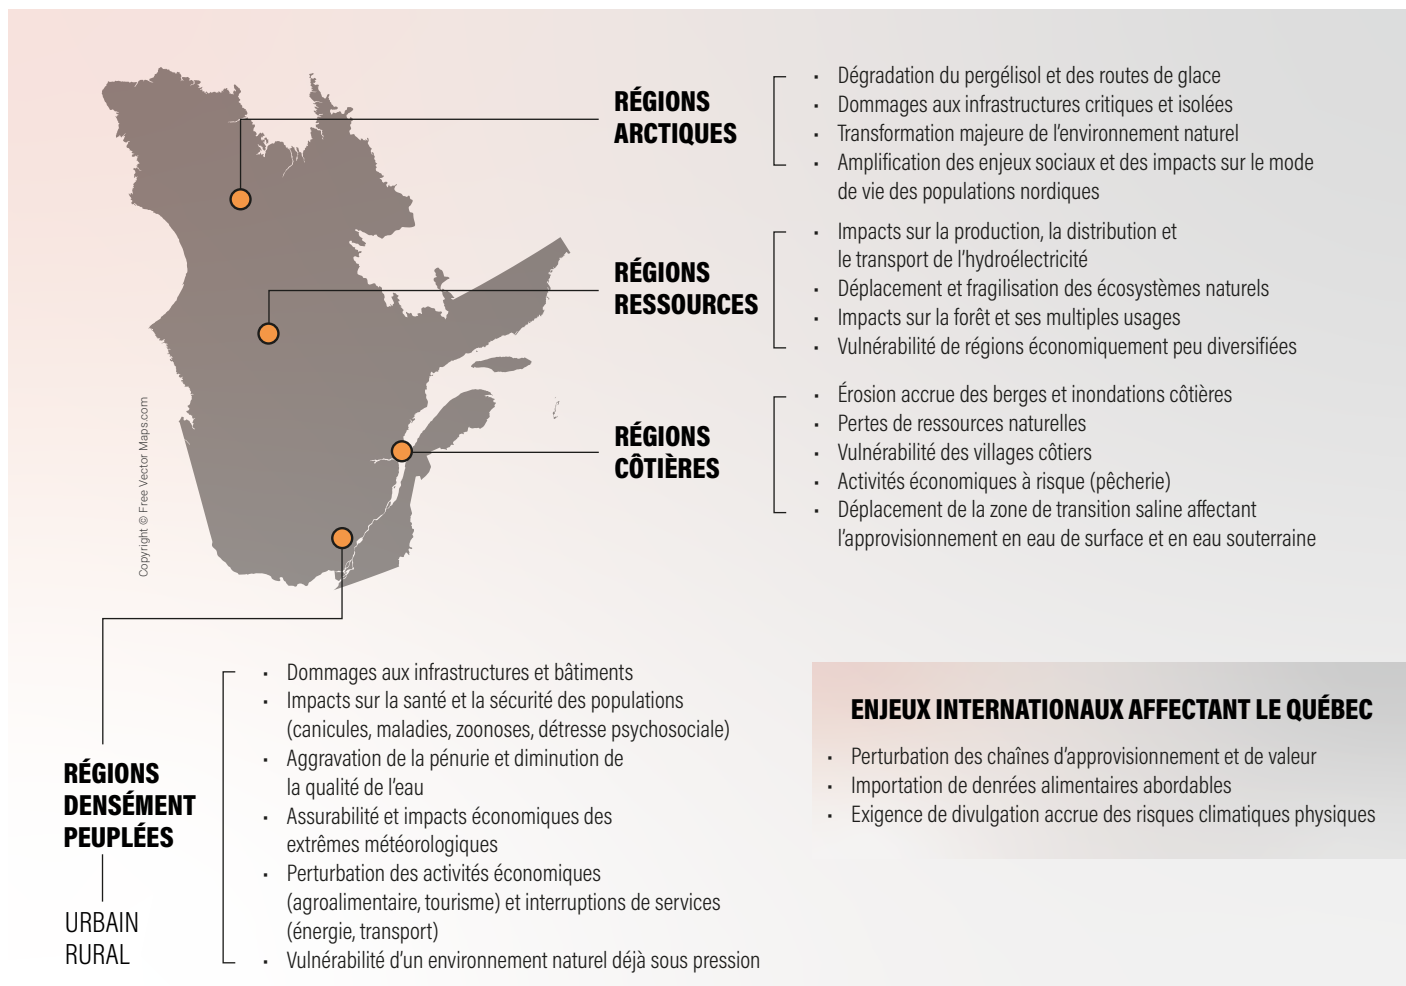 RÉGIONS
ARCTIQUES
· Dégradation du pergélisol et des routes de glace
· Dommages aux infrastructures critiques et isolées
· Transformation majeure de l'environnement naturel
· Amplification des enjeux sociaux et des impacts sur le mode
de vie des populations nordiques
RÉGIONS
RESSOURCES
· Impacts sur la production, la distribution et
le transport de l'hydroélectricité
· Déplacement et fragilisation des écosystèmes naturels
· Impacts sur la forêt et ses multiples usages
· Vulnérabilité de régions économiquement peu diversifiées
RÉGIONS
CÔTIÈRES
· Érosion accrue des berges et inondations côtières
· Pertes de ressources naturelles
· Vulnérabilité des villages côtiers
· Activités économiques à risque (pêcherie)
· Déplacement de la zone de transition saline affectant
l'approvisionnement en eau de surface et en eau souterraine
Copyright © Free Vector Maps.com
RÉGIONS
DENSÉMENT
PEUPLÉES
URBAIN
RURAL
· Dommages aux infrastructures et bâtiments
· Impacts sur la santé et la sécurité des populations
(canicules, maladies, zoonoses, détresse psychosociale)
· Aggravation de la pénurie et diminution de
la qualité de l'eau
· Assurabilité et impacts économiques des
extrêmes météorologiques
· Perturbation des activités économiques
(agroalimentaire, tourisme) et interruptions de services
(énergie, transport)
· Vulnérabilité d'un environnement naturel déjà sous pression
ENJEUX INTERNATIONAUX AFFECTANT LE QUÉBEC
· Perturbation des chaînes d'approvisionnement et de valeur
· Importation de denrées alimentaires abordables
· Exigence de divulgation accrue des risques climatiques physiques